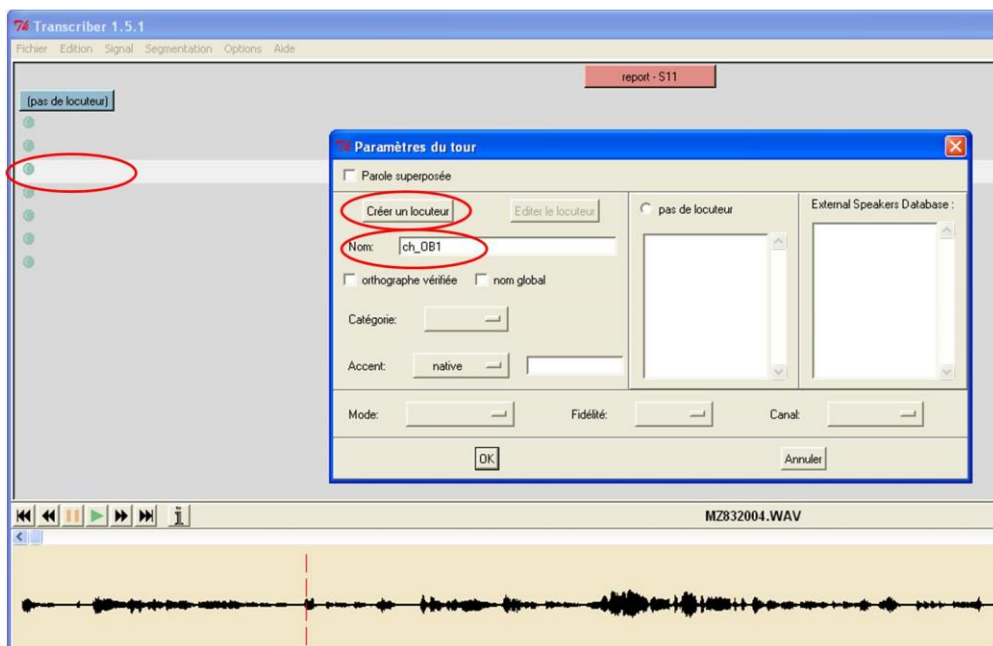 Transcriber 1.5.1
Fichier Edition Signal Segmentation Options Aide
report - S11
(pas de locuteur)
Paramètres du tour
Parole superposée
Créer un locuteur Editer le locuteur pas de locuteur External Speakers Database :
Nom: ch_OB1
orthographe vérifiée nom global
Catégorie:
Accent: native
Mode: Fidélité: Canal:
OK Annuler
i MZ832004.WAV